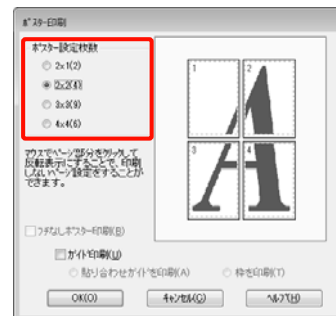 ﾎﾟｽﾀｰ印刷
ﾎﾟｽﾀｰ設定枚数
2x1(2)
2x2(4)
3x3(9)
4x4(6)
1
2
3
4
ﾏｳｽでﾍﾟｰｼﾞ部分をｸﾘｯｸして
反転表示にすることで、印刷
しないﾍﾟｰｼﾞ設定をすることが
できます。
ﾌﾁなしﾎﾟｽﾀｰ印刷(B)
ｶﾞｲﾄﾞ印刷(U)
貼り合わせｶﾞｲﾄﾞを印刷(A)
枠を印刷(T)
OK(O)
ｷｬﾝｾﾙ(C)
ﾍﾙﾌﾟ(H)